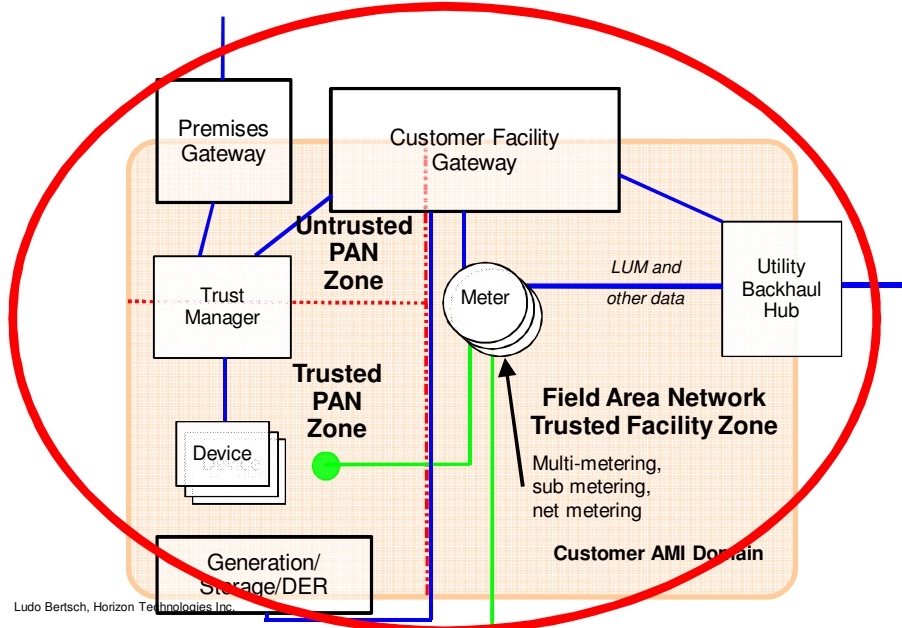 Premises
Gateway
Customer Facility
Gateway
Untrusted
PAN
Zone
Trust
Manager
Meter
LUM and
other data
Utility
Backhaul
Hub
Trusted
PAN
Zone
Device
Field Area Network
Trusted Facility Zone
Multi-metering,
sub metering,
net metering
Customer AMI Domain
Generation/
Storage/DER
Ludo Bertsch, Horizon Technologies Inc.